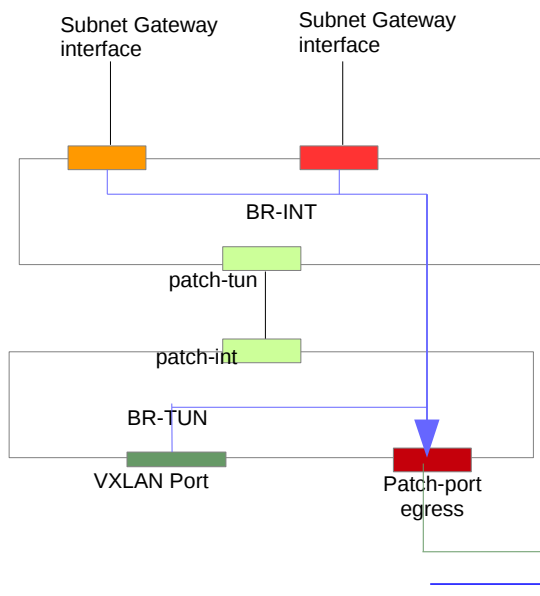 Subnet Gateway
interface
Subnet Gateway
interface
BR-INT
patch-tun
patch-int
BR-TUN
VXLAN Port
Patch-port
egress